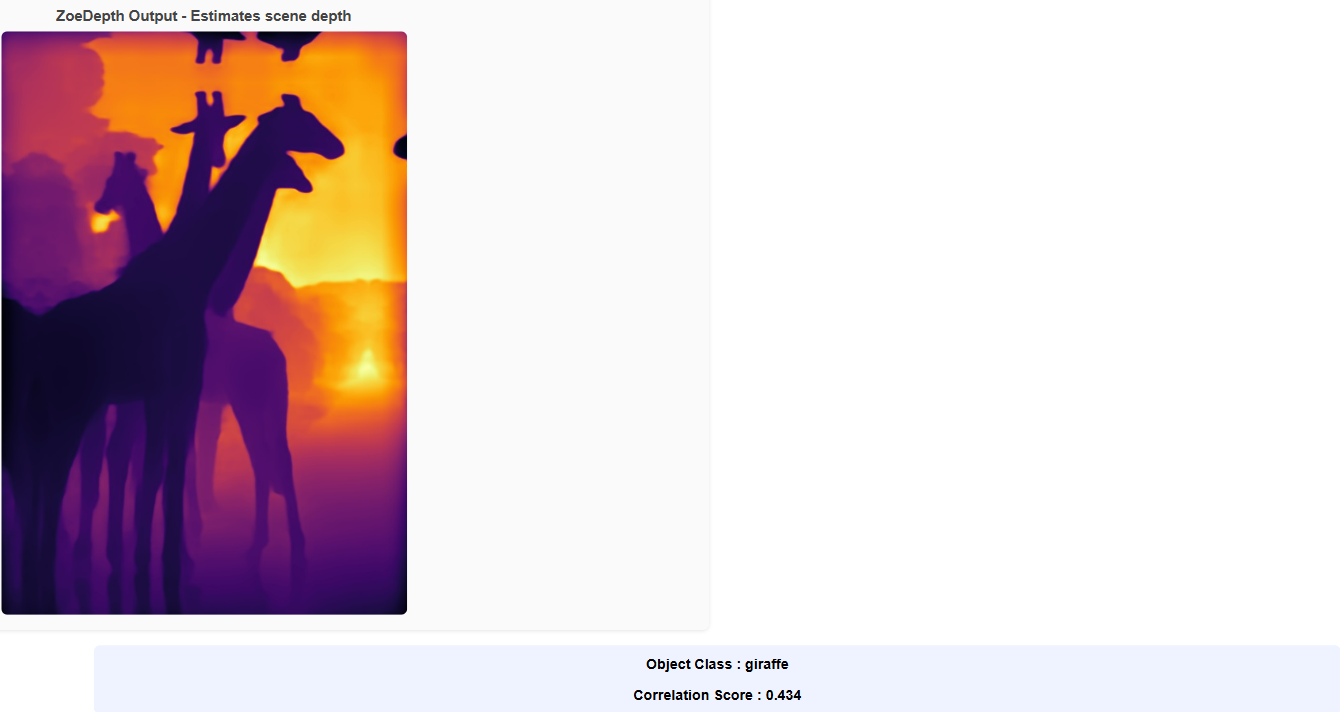 ZoeDepth Output - Estimates scene depth
Object Class : giraffe
Correlation Score : 0.434